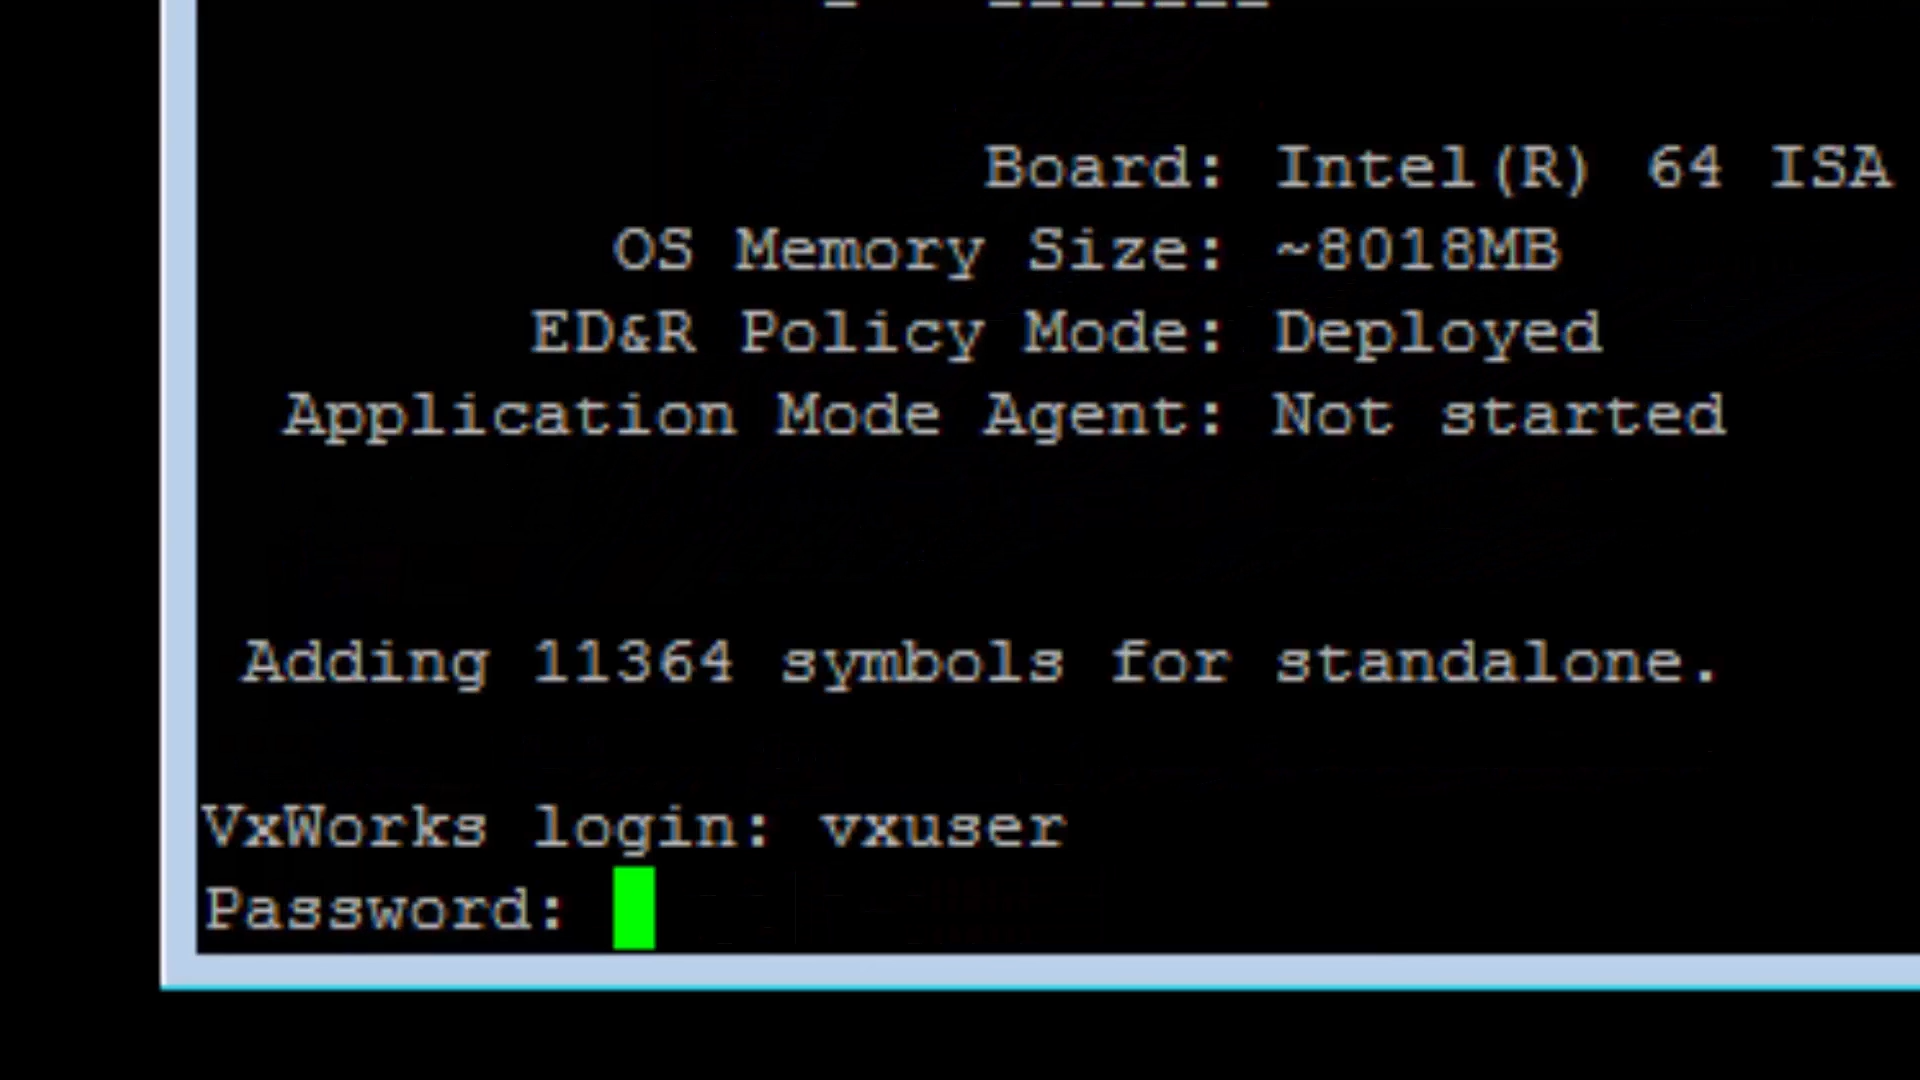 Board: Intel(R) 64 ISA
OS Memory Size: ~8018MB
ED&R Policy Mode: Deployed
Application Mode Agent: Not started
Adding 11364 symbols for standalone.
VxWorks login: vxuser
Password: